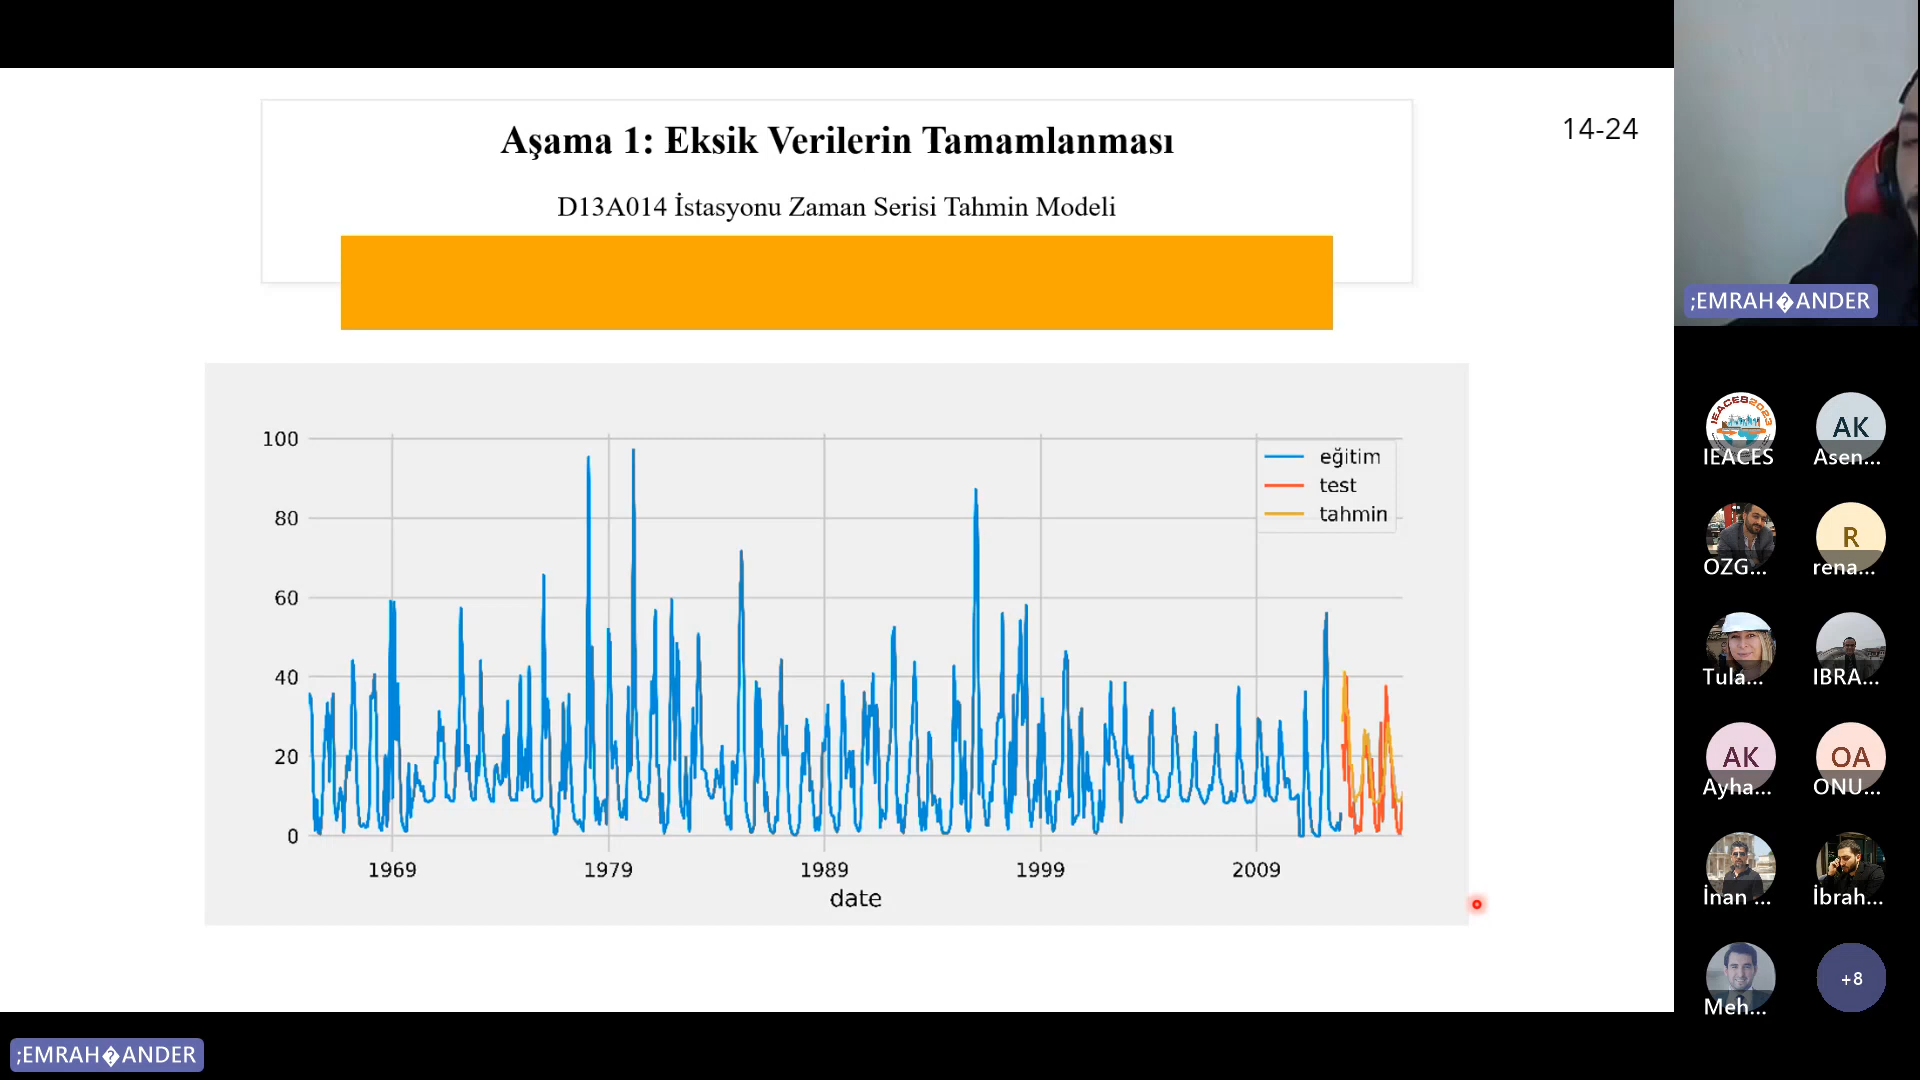 Aşama 1: Eksik Verilerin Tamamlanması
14-24
D13A014 İstasyonu Zaman Serisi Tahmin Modeli
100
80
60
40
20
0
eğitim
test
tahmin
1969
1979
1989
1999
2009
date
;EMRAH�ANDER
IEACES2023
IEACES
AK
Asen...
OZG...
R
rena...
Tula...
IBRA...
AK
Ayha...
OA
ONU...
İnan ...
İbrah...
Meh...
+8
;EMRAH�ANDER